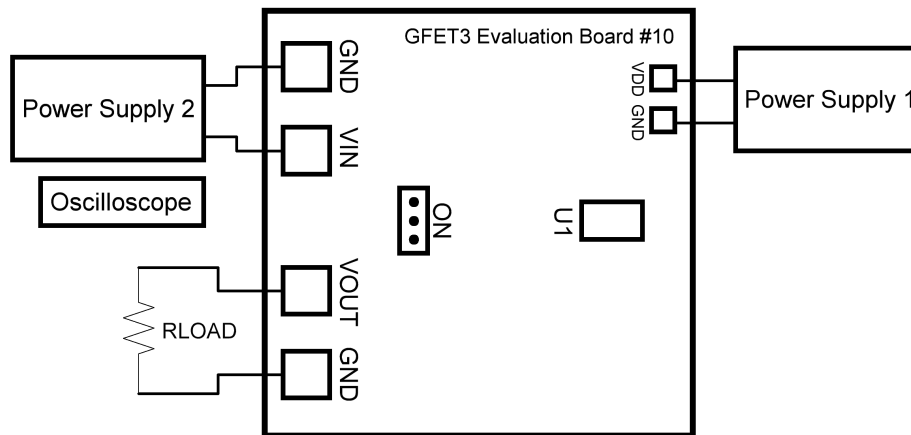 GFET3 Evaluation Board #10
GND
VDD
Power Supply 2
Power Supply 1
GND
VIN
Oscilloscope
ON
U1
VOUT
RLOAD
GND